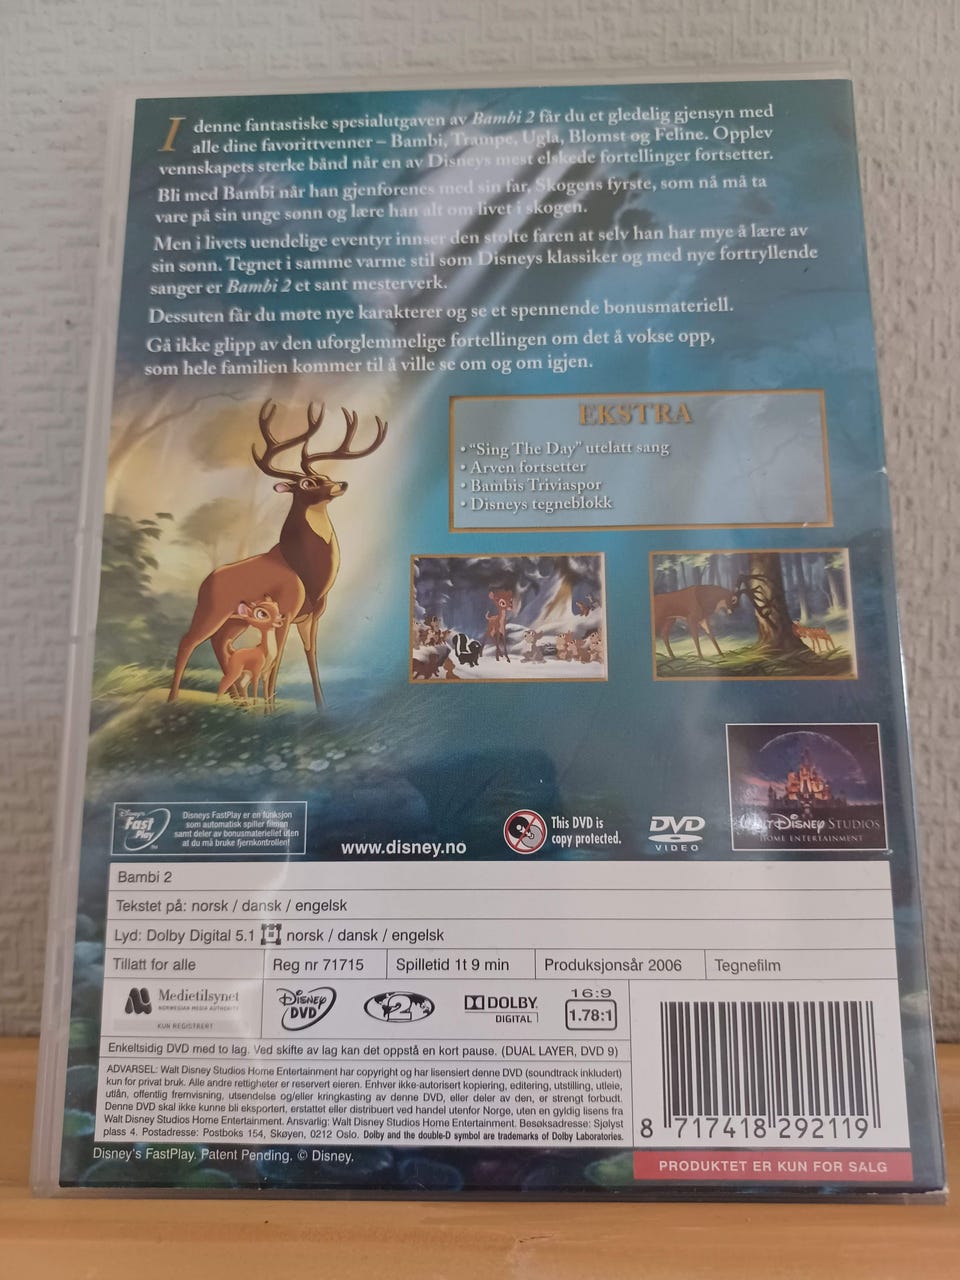 I denne fantastiske spesialutgaven av Bambi 2 får du et gledelig gjensyn med
alle dine favorittvenner – Bambi, Trampe, Ugla, Blomst og Feline. Opplev
vennskapets sterke bånd når en av Disneys mest elskede fortellinger fortsetter.
Bli med Bambi når han gjenforenes med sin far, Skogens fyrste, som nå må ta
vare på sin unge sønn og lære han alt om livet i skogen.
Men i livets uendelige eventyr innser den stolte faren at selv han har mye å lære av
sin sønn. Tegnet i samme varme stil som Disneys klassiker og med nye fortryllende
sanger er Bambi 2 et sant mesterverk.
Dessuten får du møte nye karakterer og se et spennende bonusmateriell.
Gå ikke glipp av den uforglemmelige fortellingen om det å vokse opp,
som hele familien kommer til å ville se om og om igjen.
EKSTRA
• “Sing The Day” utelatt sang
• Arven fortsetter
• Bambis Triviaspor
• Disneys tegneblokk
WALT DISNEY STUDIOS
HOME ENTERTAINMENT
Disney's
Fast
Play
TM
Disneys FastPlay er en funksjon
som automatisk spiller filmen
samt deler av bonusmateriellet uten
at du må bruke fjernkontrollen!
www.disney.no
This DVD is
copy protected.
DVD
VIDEO
Bambi 2
Tekstet på: norsk / dansk / engelsk
Lyd: Dolby Digital 5.1 norsk / dansk / engelsk
Tillatt for alle
Reg nr 71715
Spilletid 1t 9 min
Produksjonsår 2006
Tegnefilm
Medietilsynet
NORWEGIAN MEDIA AUTHORITY
KUN REGISTRERT
DISNEY
DVD
2
DOLBY
DIGITAL
16:9
1.78:1
Enkeltsidig DVD med to lag. Ved skifte av lag kan det oppstå en kort pause. (DUAL LAYER, DVD 9)
ADVARSEL: Walt Disney Studios Home Entertainment har copyright og har lisensiert denne DVD (soundtrack inkludert)
kun for privat bruk. Alle andre rettigheter er reservert eieren. Enhver ikke-autorisert kopiering, editering, utstilling, utleie,
utlån, offentlig fremvisning, utsendelse og/eller kringkasting av denne DVD, eller deler av den, er strengt forbudt.
Denne DVD skal ikke kunne bli eksportert, erstattet eller distribuert ved handel utenfor Norge, uten en gyldig lisens fra
Walt Disney Studios Home Entertainment. Ansvarlig: Walt Disney Studios Home Entertainment. Besøksadresse: Sjølyst
plass 4. Postadresse: Postboks 154, Skøyen, 0212 Oslo. Dolby and the double-D symbol are trademarks of Dolby Laboratories.
8 717418 292119
Disney's FastPlay. Patent Pending. © Disney.
PRODUKTET ER KUN FOR SALG